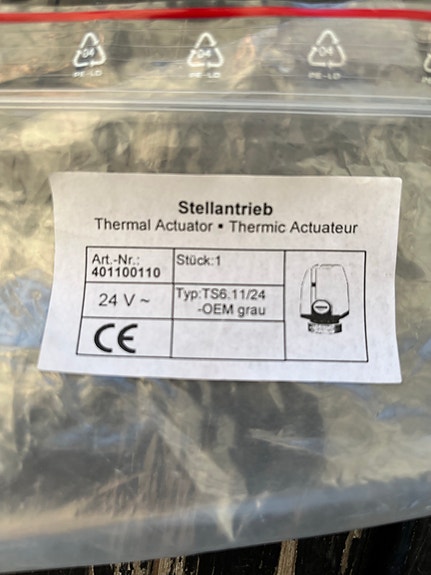 04 04 04
PE-LD PE-LD PE-LD
Stellantrieb
Thermal Actuator ▪ Thermic Actuateur
Art.-Nr.: Stück:1
401100110
24 V ~ Typ:TS6.11/24
-OEM grau
CE